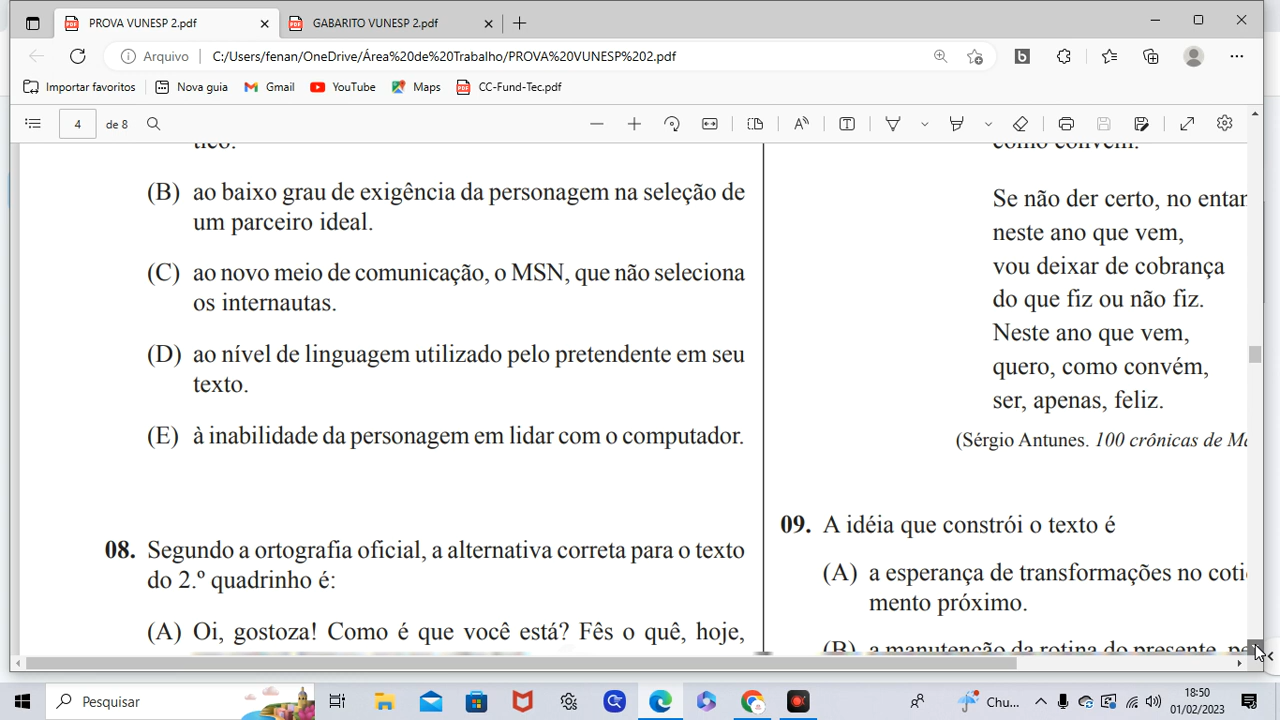 PROVA VUNESP 2.pdf
GABARITO VUNESP 2.pdf
Arquivo
C:/Users/fenan/OneDrive/Área%20de%20Trabalho/PROVA%20VUNESP%202.pdf
Importar favoritos
Nova guia
Gmail
YouTube
Maps
CC-Fund-Tec.pdf
4 de 8
tico.
(B) ao baixo grau de exigência da personagem na seleção de
um parceiro ideal.
(C) ao novo meio de comunicação, o MSN, que não seleciona
os internautas.
(D) ao nível de linguagem utilizado pelo pretendente em seu
texto.
(E) à inabilidade da personagem em lidar com o computador.
08. Segundo a ortografia oficial, a alternativa correta para o texto
do 2.º quadrinho é:
(A) Oi, gostoza! Como é que você está? Fês o quê, hoje,
como convém.
Se não der certo, no entan
neste ano que vem,
vou deixar de cobrança
do que fiz ou não fiz.
Neste ano que vem,
quero, como convém,
ser, apenas, feliz.
(Sérgio Antunes. 100 crônicas de Ma
09. A idéia que constrói o texto é
(A) a esperança de transformações no coti
mento próximo.
(B) a manutenção da rotina do presente, pe
Pesquisar
Chu...
18:50
01/02/2023